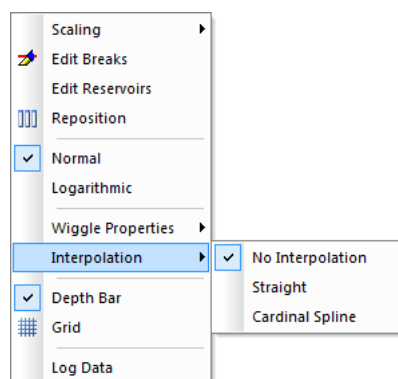 Scaling
Edit Breaks
Edit Reservoirs
Reposition
Normal
Logarithmic
Wiggle Properties
Interpolation
No Interpolation
Straight
Cardinal Spline
Depth Bar
Grid
Log Data